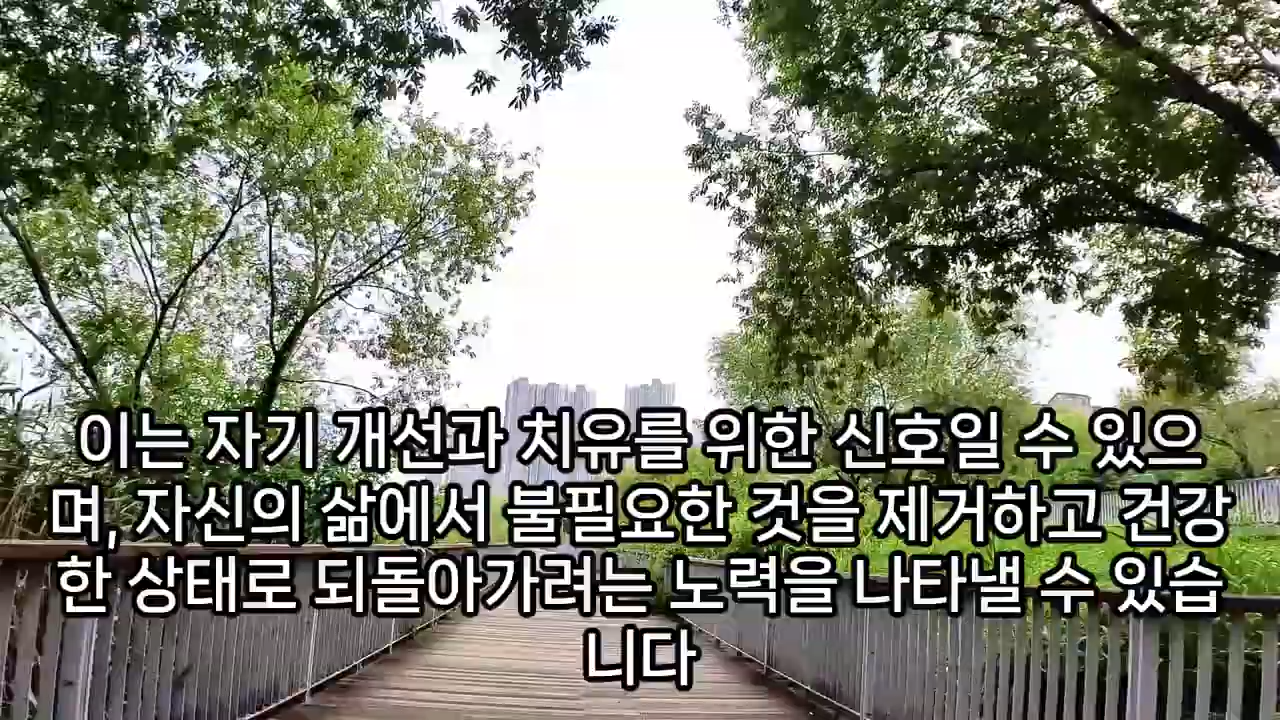 이는 자기 개선과 치유를 위한 신호일 수 있으
며, 자신의 삶에서 불필요한 것을 제거하고 건강
한 상태로 되돌아가려는 노력을 나타낼 수 있습
니다